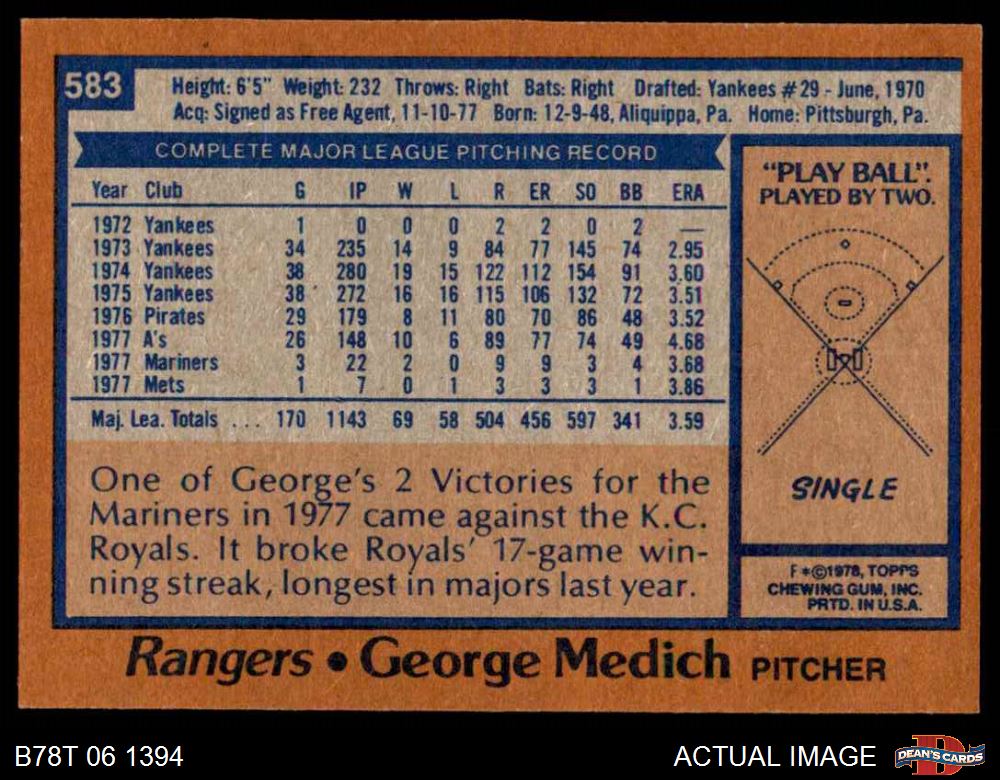 583
Height: 6'5" Weight: 232 Throws: Right Bats: Right Drafted: Yankees #29 - June, 1970
Acq: Signed as Free Agent, 11-10-77 Born: 12-9-48, Aliquippa, Pa. Home: Pittsburgh, Pa.
COMPLETE MAJOR LEAGUE PITCHING RECORD
Year Club G IP W L R ER SO BB ERA
1972 Yankees 1 0 0 0 2 2 0 2 —
1973 Yankees 34 235 14 9 84 77 145 74 2.95
1974 Yankees 38 280 19 15 122 112 154 91 3.60
1975 Yankees 38 272 16 16 115 106 132 72 3.51
1976 Pirates 29 179 8 11 80 70 86 48 3.52
1977 A's 26 148 10 6 89 77 74 49 4.68
1977 Mariners 3 22 2 0 9 9 3 4 3.68
1977 Mets 1 7 0 1 3 3 3 1 3.86
Maj. Lea. Totals ... 170 1143 69 58 504 456 597 341 3.59
One of George's 2 Victories for the
Mariners in 1977 came against the K.C.
Royals. It broke Royals' 17-game win-
ning streak, longest in majors last year.
"PLAY BALL".
PLAYED BY TWO.
SINGLE
F*©1978, TOPPS
CHEWING GUM, INC.
PRTD. IN U.S.A.
Rangers • George Medich PITCHER
B78T 06 1394
ACTUAL IMAGE
D
DEAN'S CARDS